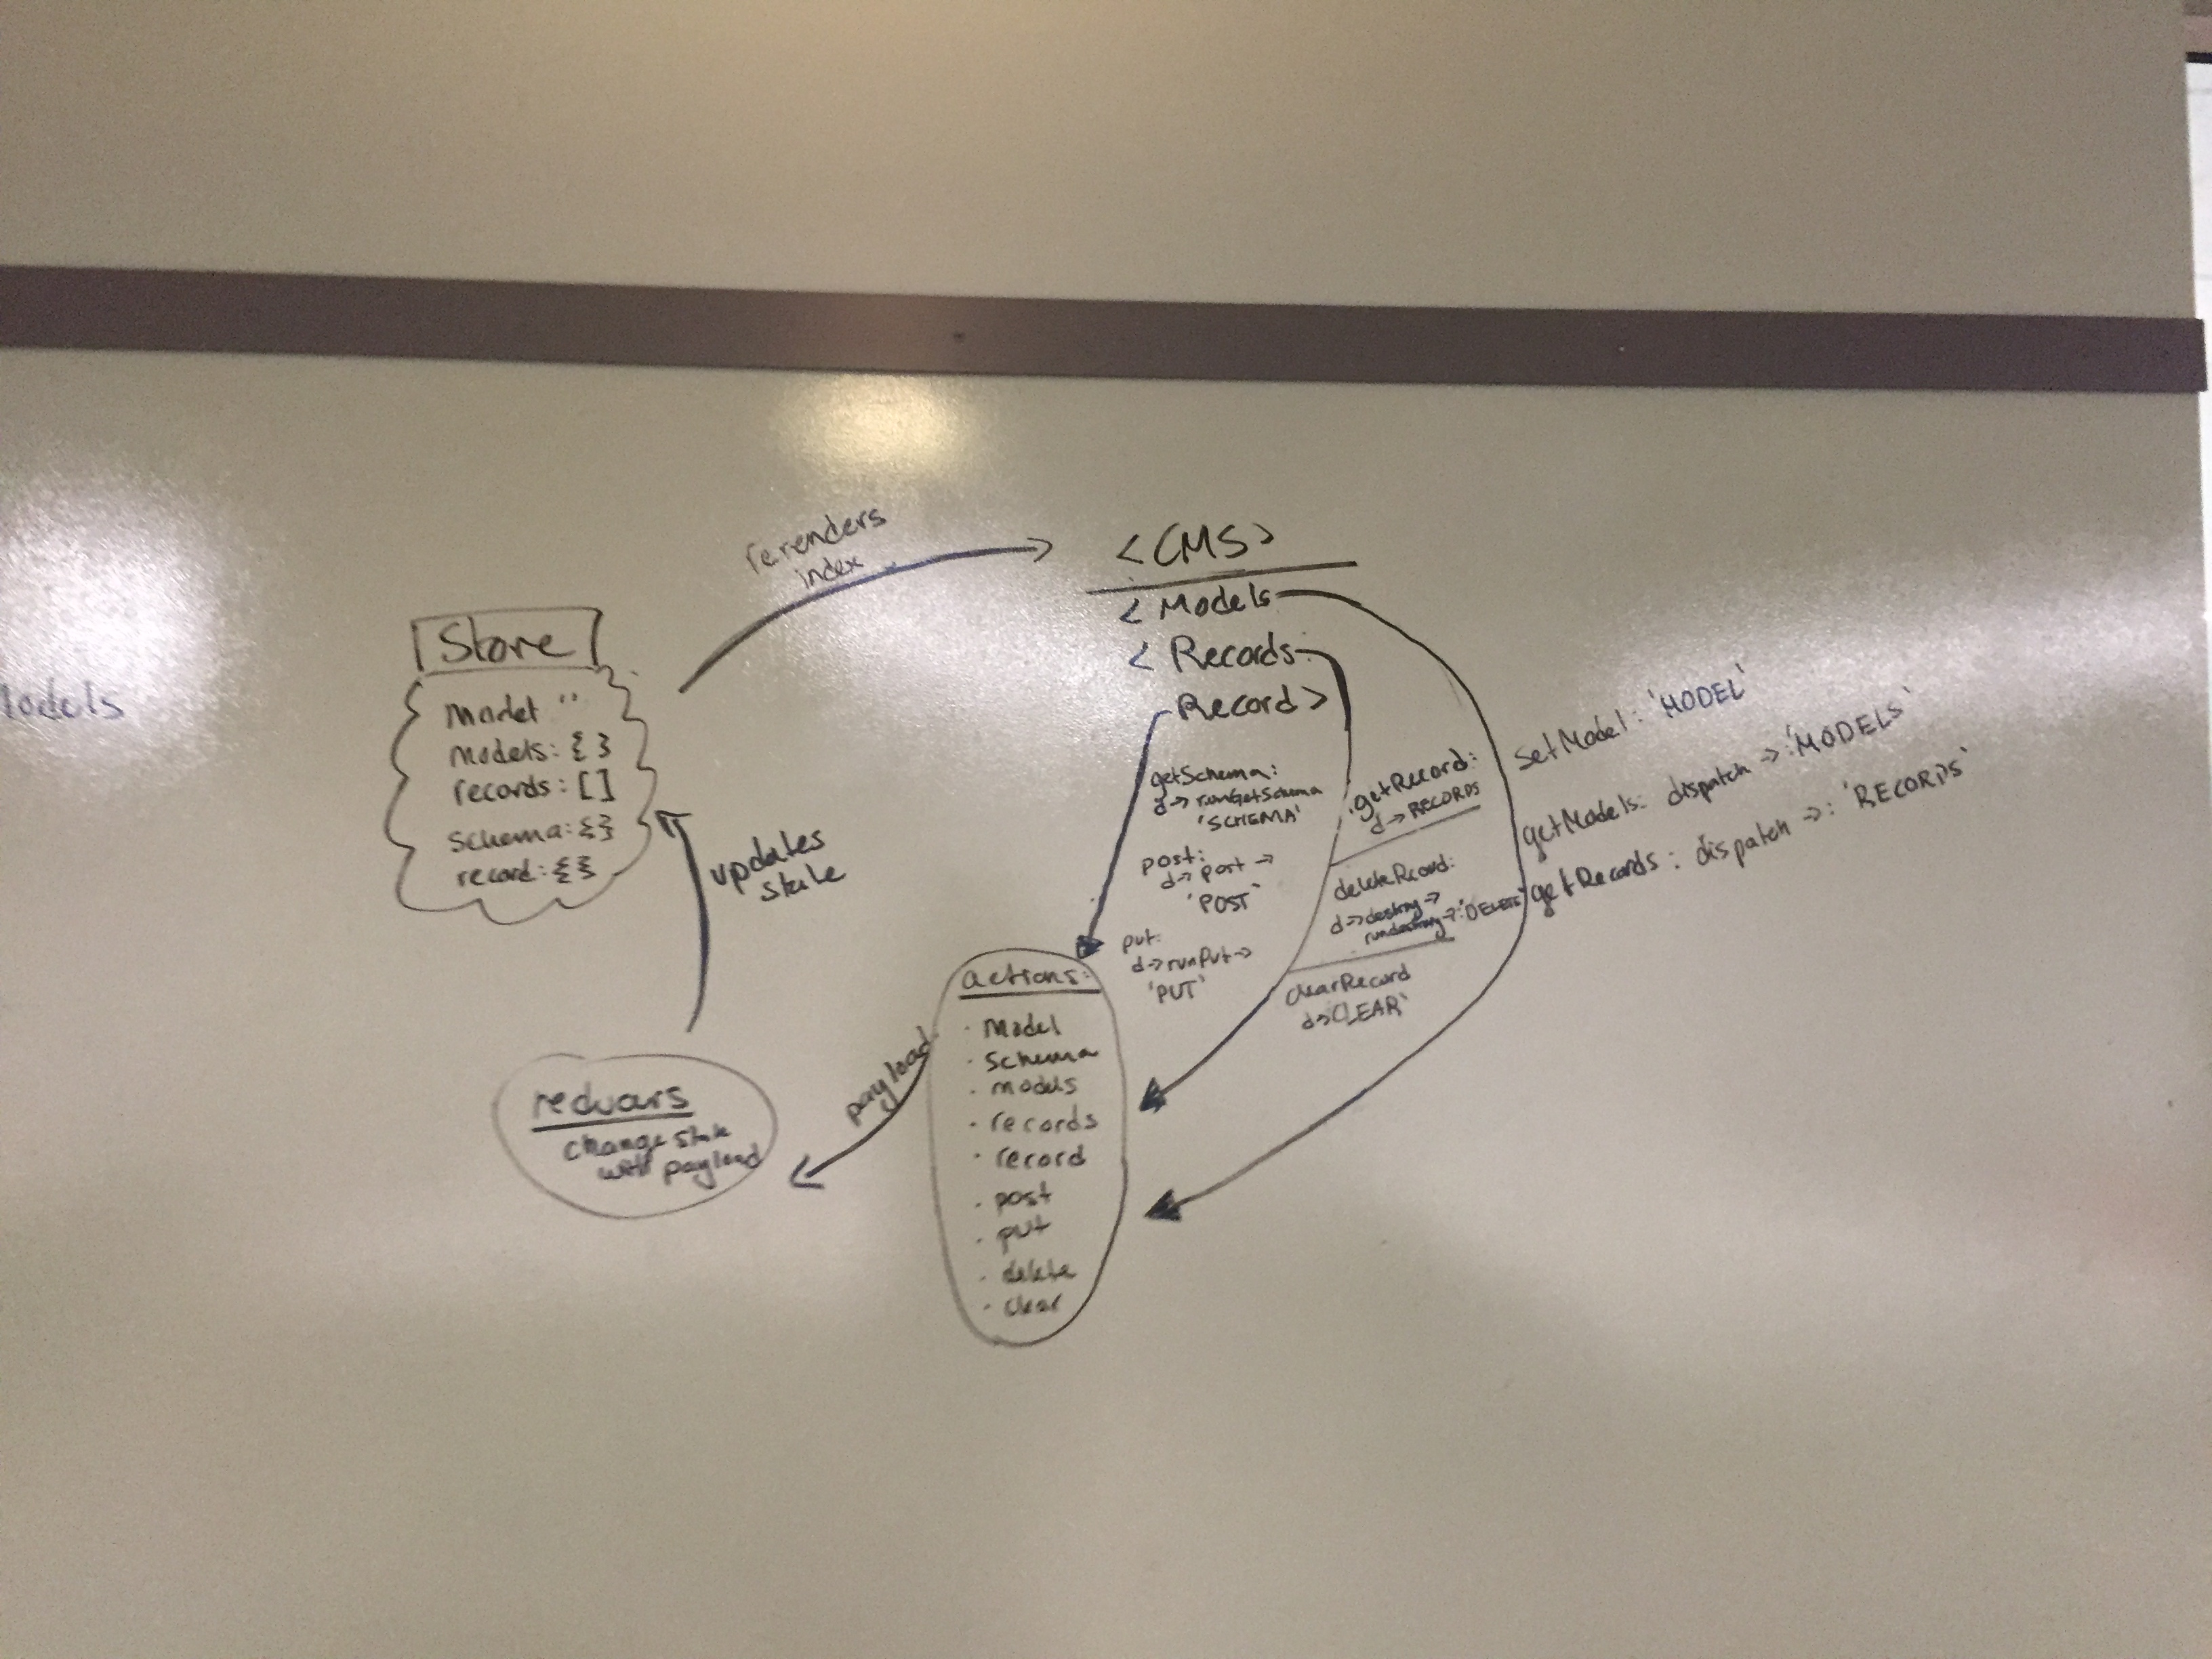 rerenders
index
<CMS>
< Models
< Records
Record>
Store
Model ''
models: { }
records: [ ]
schema: {}
record: {}
updates
state
getSchema:
d-> runGetSchema
'SCHEMA'
post:
d-> post ->
'POST'
put:
d-> runPut->
'PUT'
getRecord:
d-> RECORDS
deleteRecord:
d-> destroy ->
rundestroy->:'DELETE'
clearRecord
d->CLEAR'
setModel: 'MODEL'
getModels: dispatch ->:'MODELS'
getRecords: dispatch ->: 'RECORDS'
actions:
· Model
· Schema
· models
· records
· record
· post
· put
· delete
· clear
payload
change state
with payload